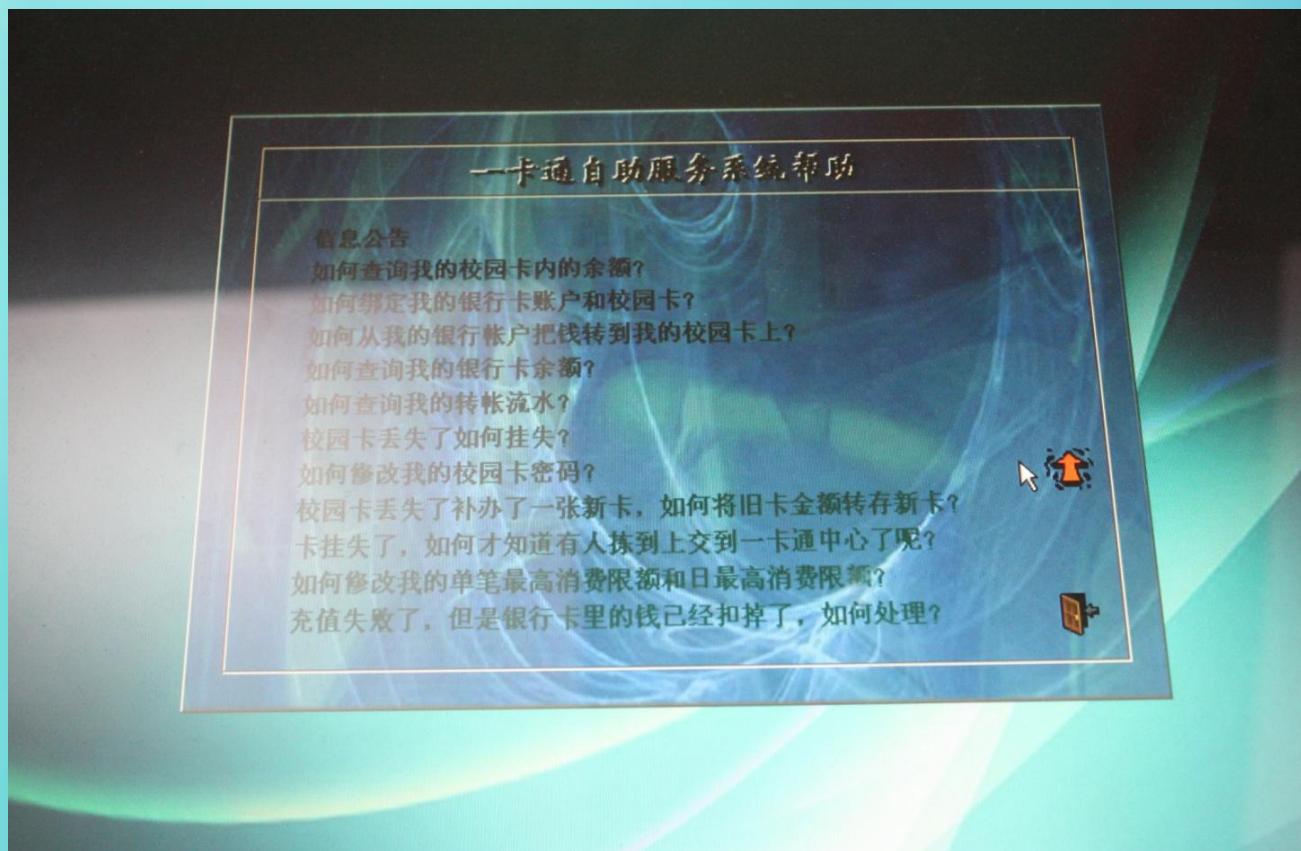 一卡通自助服务系统帮助
信息公告
如何查询我的校园卡内的余额?
如何绑定我的银行卡账户和校园卡?
如何从我的银行帐户把钱转到我的校园卡上?
如何查询我的银行卡余额?
如何查询我的转帐流水?
校园卡丢失了如何挂失?
如何修改我的校园卡密码?
校园卡丢失了补办了一张新卡，如何将旧卡金额转存新卡?
卡挂失了，如何才知道有人拣到上交到一卡通中心了呢?
如何修改我的单笔最高消费限额和日最高消费限额?
充值失败了，但是银行卡里的钱己经扣掉了，如何处理?